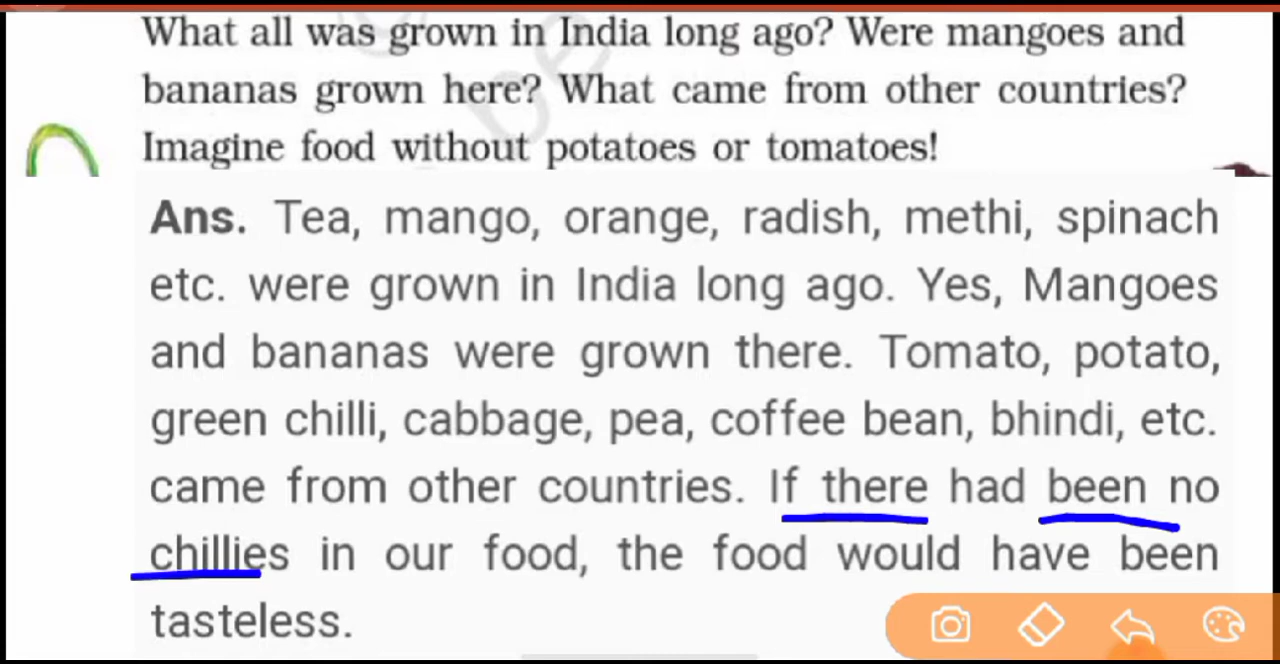 What all was grown in India long ago? Were mangoes and
bananas grown here? What came from other countries?
Imagine food without potatoes or tomatoes!
Ans. Tea, mango, orange, radish, methi, spinach
etc. were grown in India long ago. Yes, Mangoes
and bananas were grown there. Tomato, potato,
green chilli, cabbage, pea, coffee bean, bhindi, etc.
came from other countries. If there had been no
chillies in our food, the food would have been
tasteless.